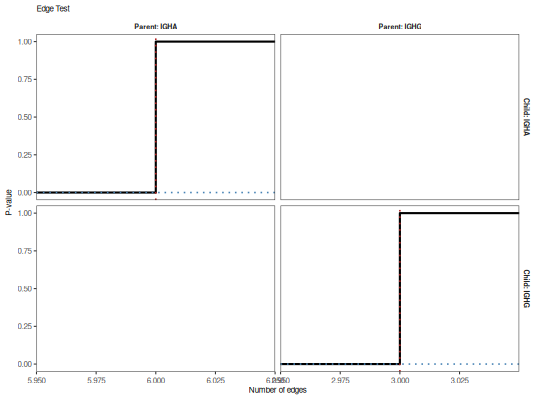 Edge Test
Parent: IGHA
Parent: IGHG
1.00
0.75
0.50
0.25
0.00
Child: IGHA
P-value
1.00
0.75
0.50
0.25
0.00
Child: IGHG
5.950
5.975
6.000
6.025
2.975
3.000
3.025
Number of edges